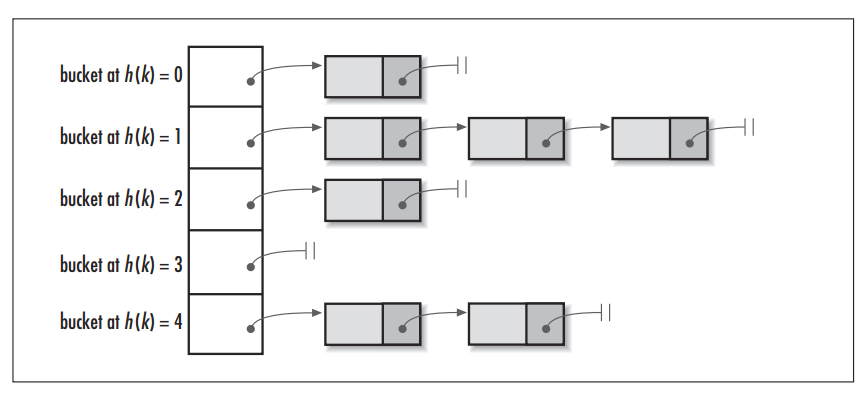 bucket at h(k) = 0
bucket at h(k) = 1
bucket at h(k) = 2
bucket at h(k) = 3
bucket at h(k) = 4